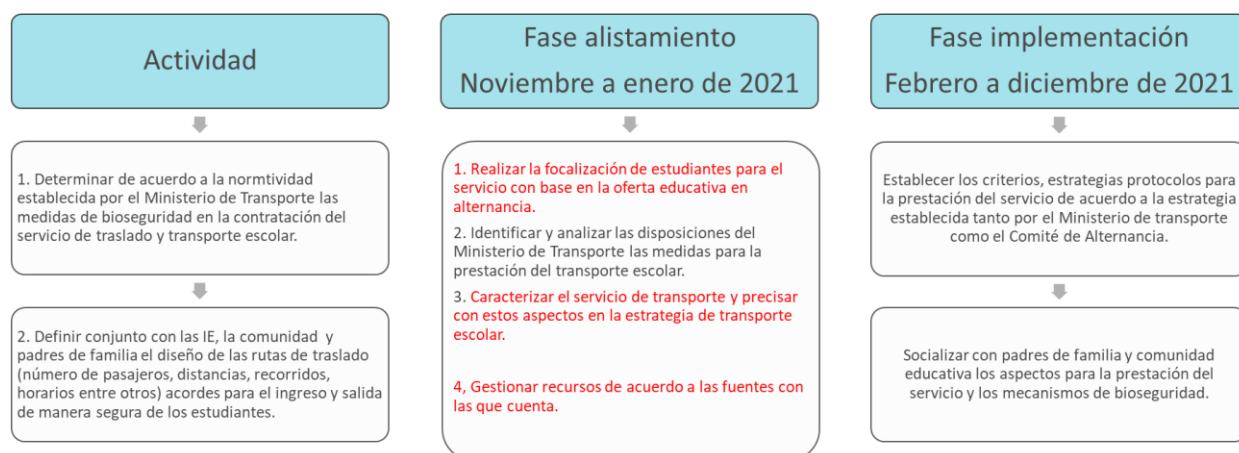 Actividad
1. Determinar de acuerdo a la normtividad
establecida por el Ministerio de Transporte las
medidas de bioseguridad en la contratación del
servicio de traslado y transporte escolar.
2. Definir conjunto con las IE, la comunidad y
padres de familia el diseño de las rutas de traslado
(número de pasajeros, distancias, recorridos,
horarios entre otros) acordes para el ingreso y salida
de manera segura de los estudiantes.
Fase alistamiento
Noviembre a enero de 2021
1. Realizar la focalización de estudiantes para el
servicio con base en la oferta educativa en
alternancia.
2. Identificar y analizar las disposiciones del
Ministerio de Transporte las medidas para la
prestación del transporte escolar.
3. Caracterizar el servicio de transporte y precisar
con estos aspectos en la estrategia de transporte
escolar.
4, Gestionar recursos de acuerdo a las fuentes con
las que cuenta.
Fase implementación
Febrero a diciembre de 2021
Establecer los criterios, estrategias protocolos para
la prestación del servicio de acuerdo a la estrategia
establecida tanto por el Ministerio de transporte
como el Comité de Alternancia.
Socializar con padres de familia y comunidad
educativa los aspectos para la prestación del
servicio y los mecanismos de bioseguridad.